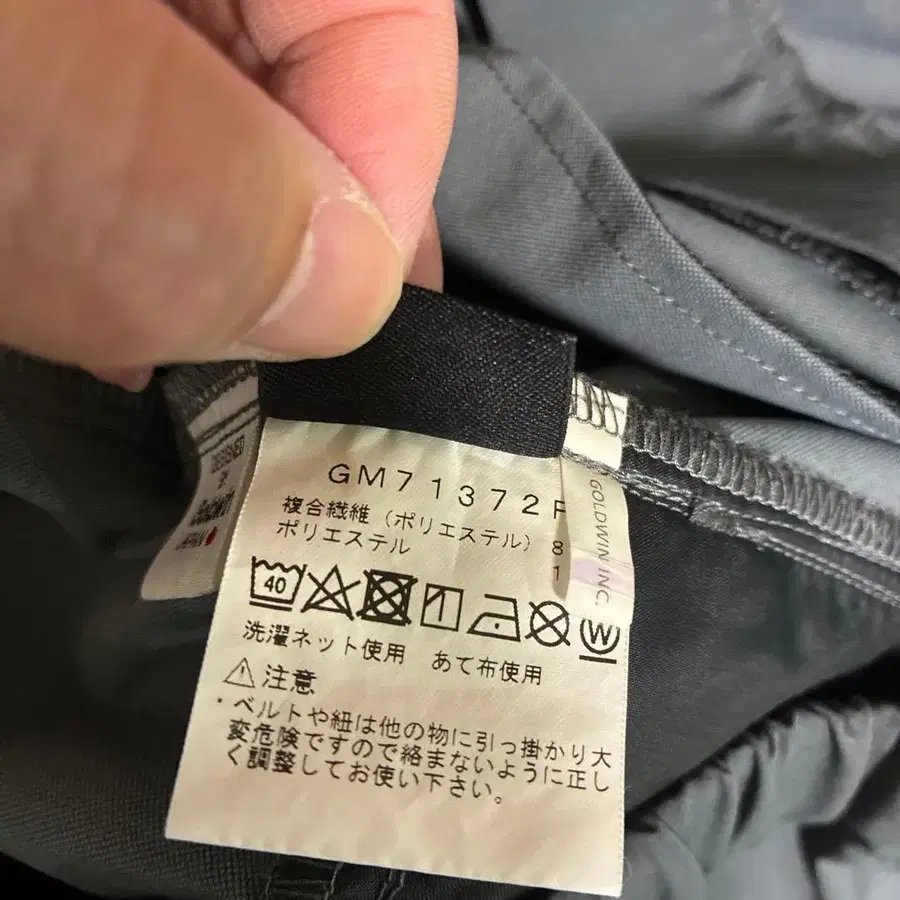 GM71372F
複合繊維（ポリエステル）8
ポリエステル 1
40
W
洗濯ネット使用 あて布使用
注意
・ベルトや紐は他の物に引っ掛かり大
変危険ですので絡まないように正し
く調整してお使い下さい。
GOLDWIN INC.
DESIGNED